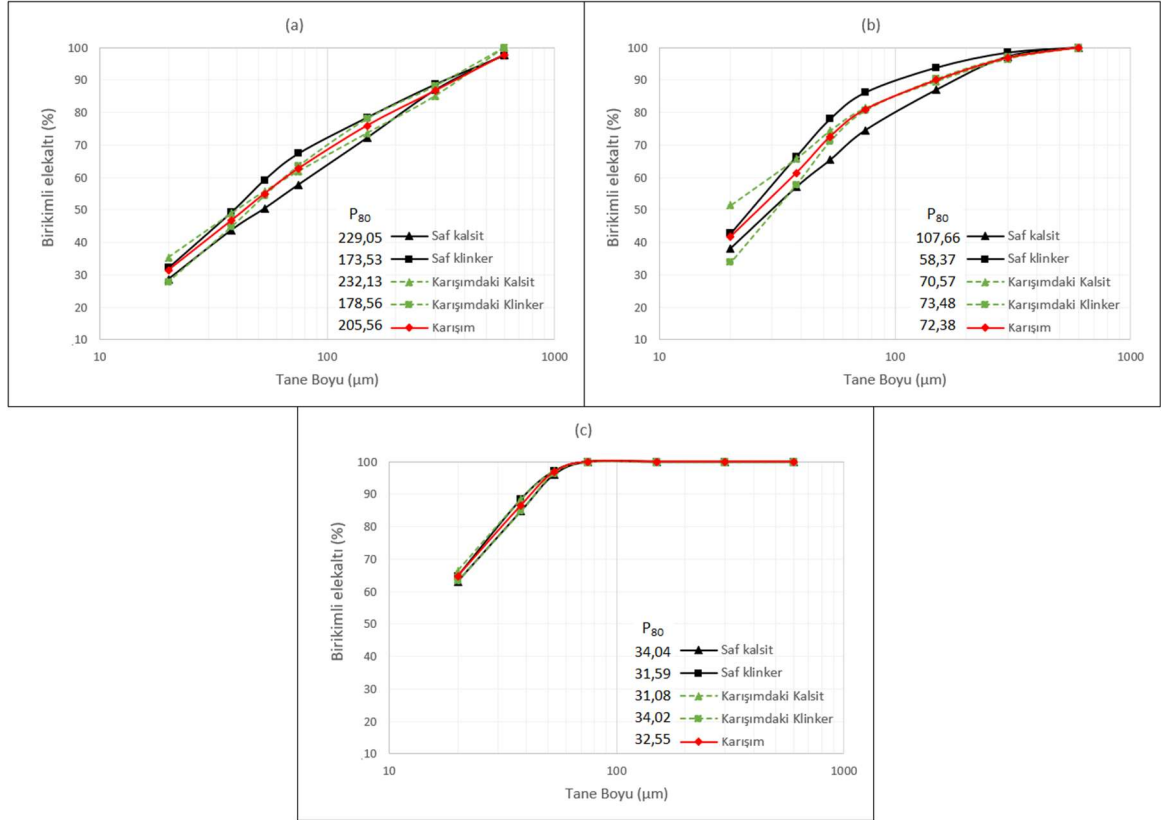 (a)
100
90
80
70
60
50
40
30
20
10
Birikimli elekaltı (%)
P80
229,05 Saf kalsit
173,53 Saf klinker
232,13 Karışımdaki Kalsit
178,56 Karışımdaki Klinker
205,56 Karışım
10 100 1000
Tane Boyu (µm)
(b)
100
90
80
70
60
50
40
30
20
10
Birikimli elekaltı (%)
P80
107,66 Saf kalsit
58,37 Saf klinker
70,57 Karışımdaki Kalsit
73,48 Karışımdaki Klinker
72,38 Karışım
10 100 1000
Tane Boyu (µm)
(c)
100
90
80
70
60
50
40
30
20
10
Birikimli elekaltı (%)
P80
34,04 Saf kalsit
31,59 Saf klinker
31,08 Karışımdaki Kalsit
34,02 Karışımdaki Klinker
32,55 Karışım
10 100 1000
Tane Boyu (µm)